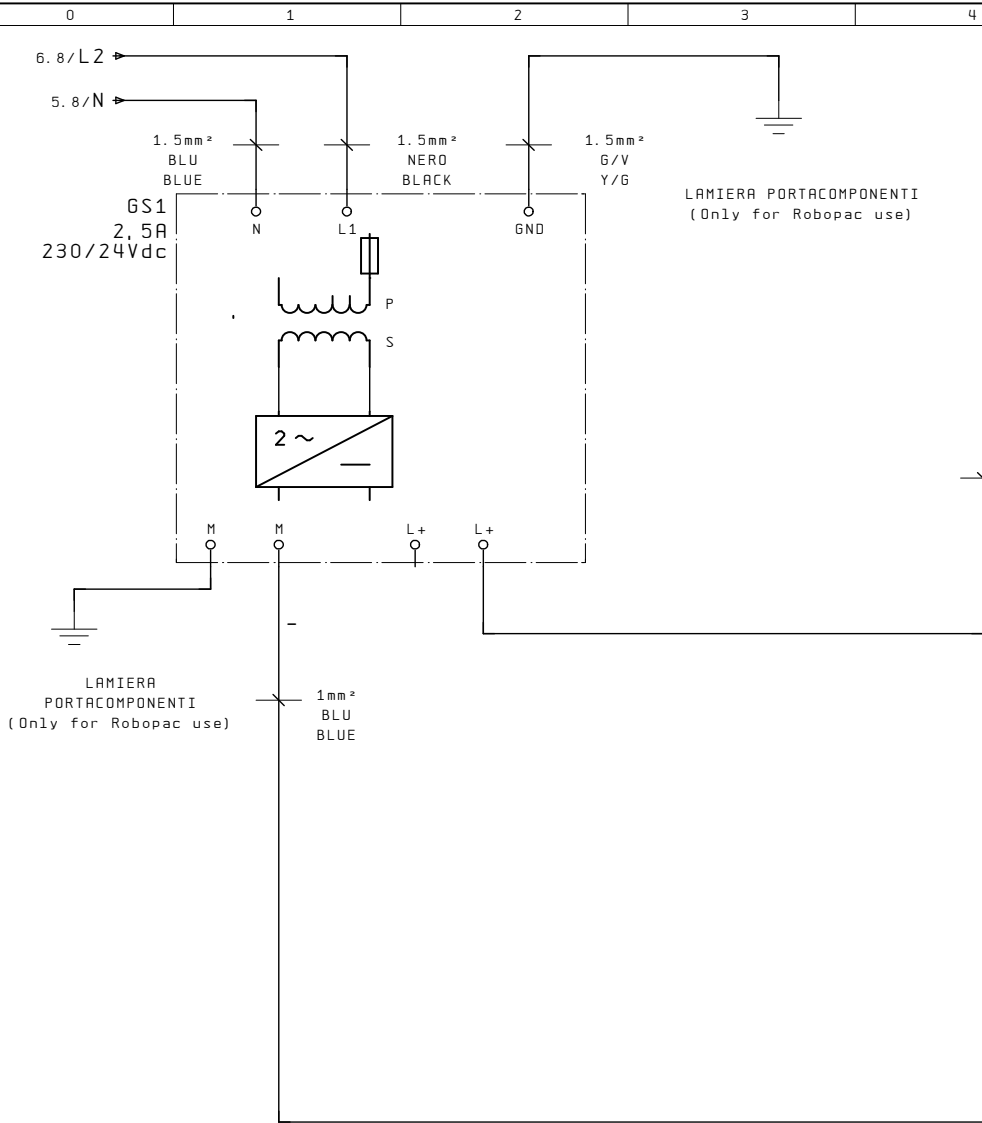 0 1 2 3 4
6.8/L2
5.8/N
1.5mm²
BLU
BLUE
1.5mm²
NERO
BLACK
1.5mm²
G/V
Y/G
LAMIERA PORTACOMPONENTI
(Only for Robopac use)
GS1
2,5A
230/24Vdc
N L1 GND
P
S
2 ~
M M L+ L+
-
LAMIERA
PORTACOMPONENTI
(Only for Robopac use)
1mm²
BLU
BLUE